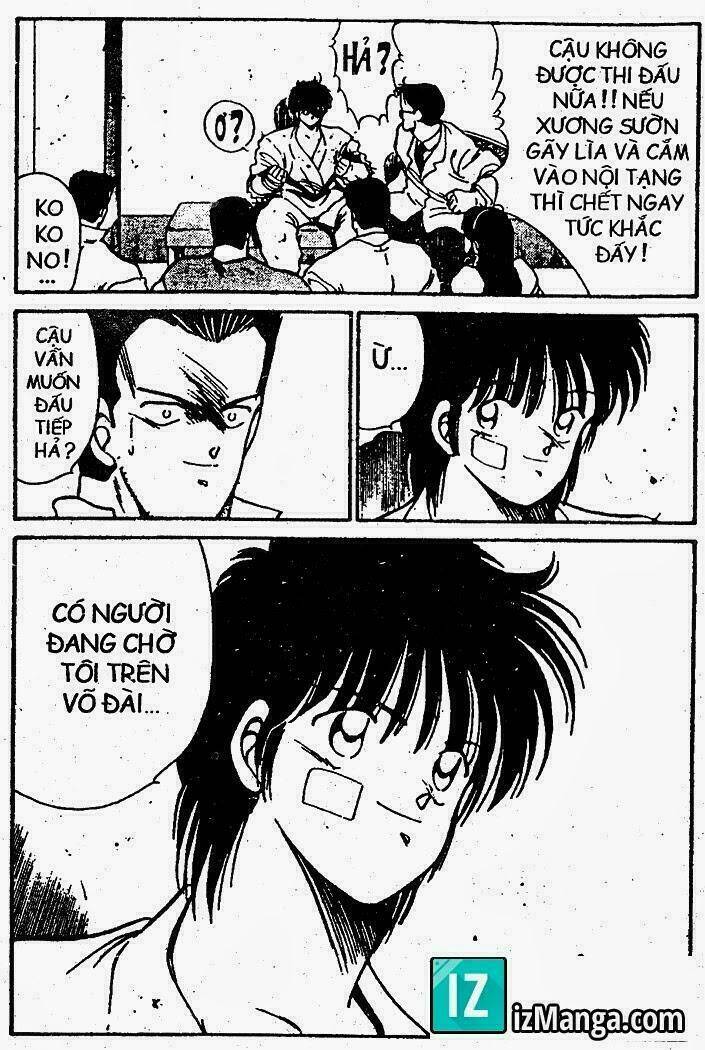 CẬU KHÔNG
ĐƯỢC THI ĐẤU
NỮA!! NẾU
XƯƠNG SƯỜN
GÃY LÌA VÀ CẮM
VÀO NỘI TẠNG
THÌ CHẾT NGAY
TỨC KHẮC
ĐẤY!
HẢ?
Ơ?
KO
KO
NO!
...
CẬU
VẪN
MUỐN
ĐẤU
TIẾP
HẢ?
Ừ...
CÓ NGƯỜI
ĐANG CHỜ
TÔI TRÊN
VÕ ĐÀI...
IZ
izManga.com